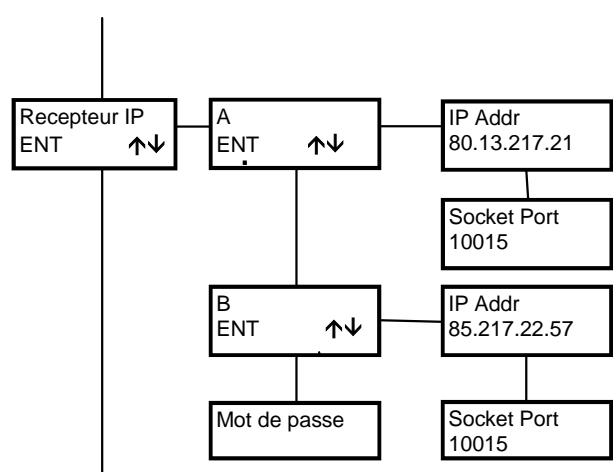 Recepteur IP
ENT ↑↓
A
ENT ↑↓
IP Addr
80.13.217.21
Socket Port
10015
B
ENT ↑↓
IP Addr
85.217.22.57
Mot de passe
Socket Port
10015